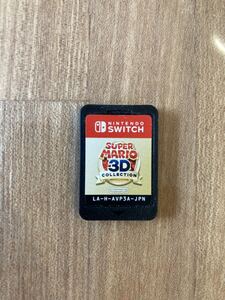 NINTENDO
SWITCH
SUPER
MARIO
3D
COLLECTION
LA-H-AVP3A-JPN